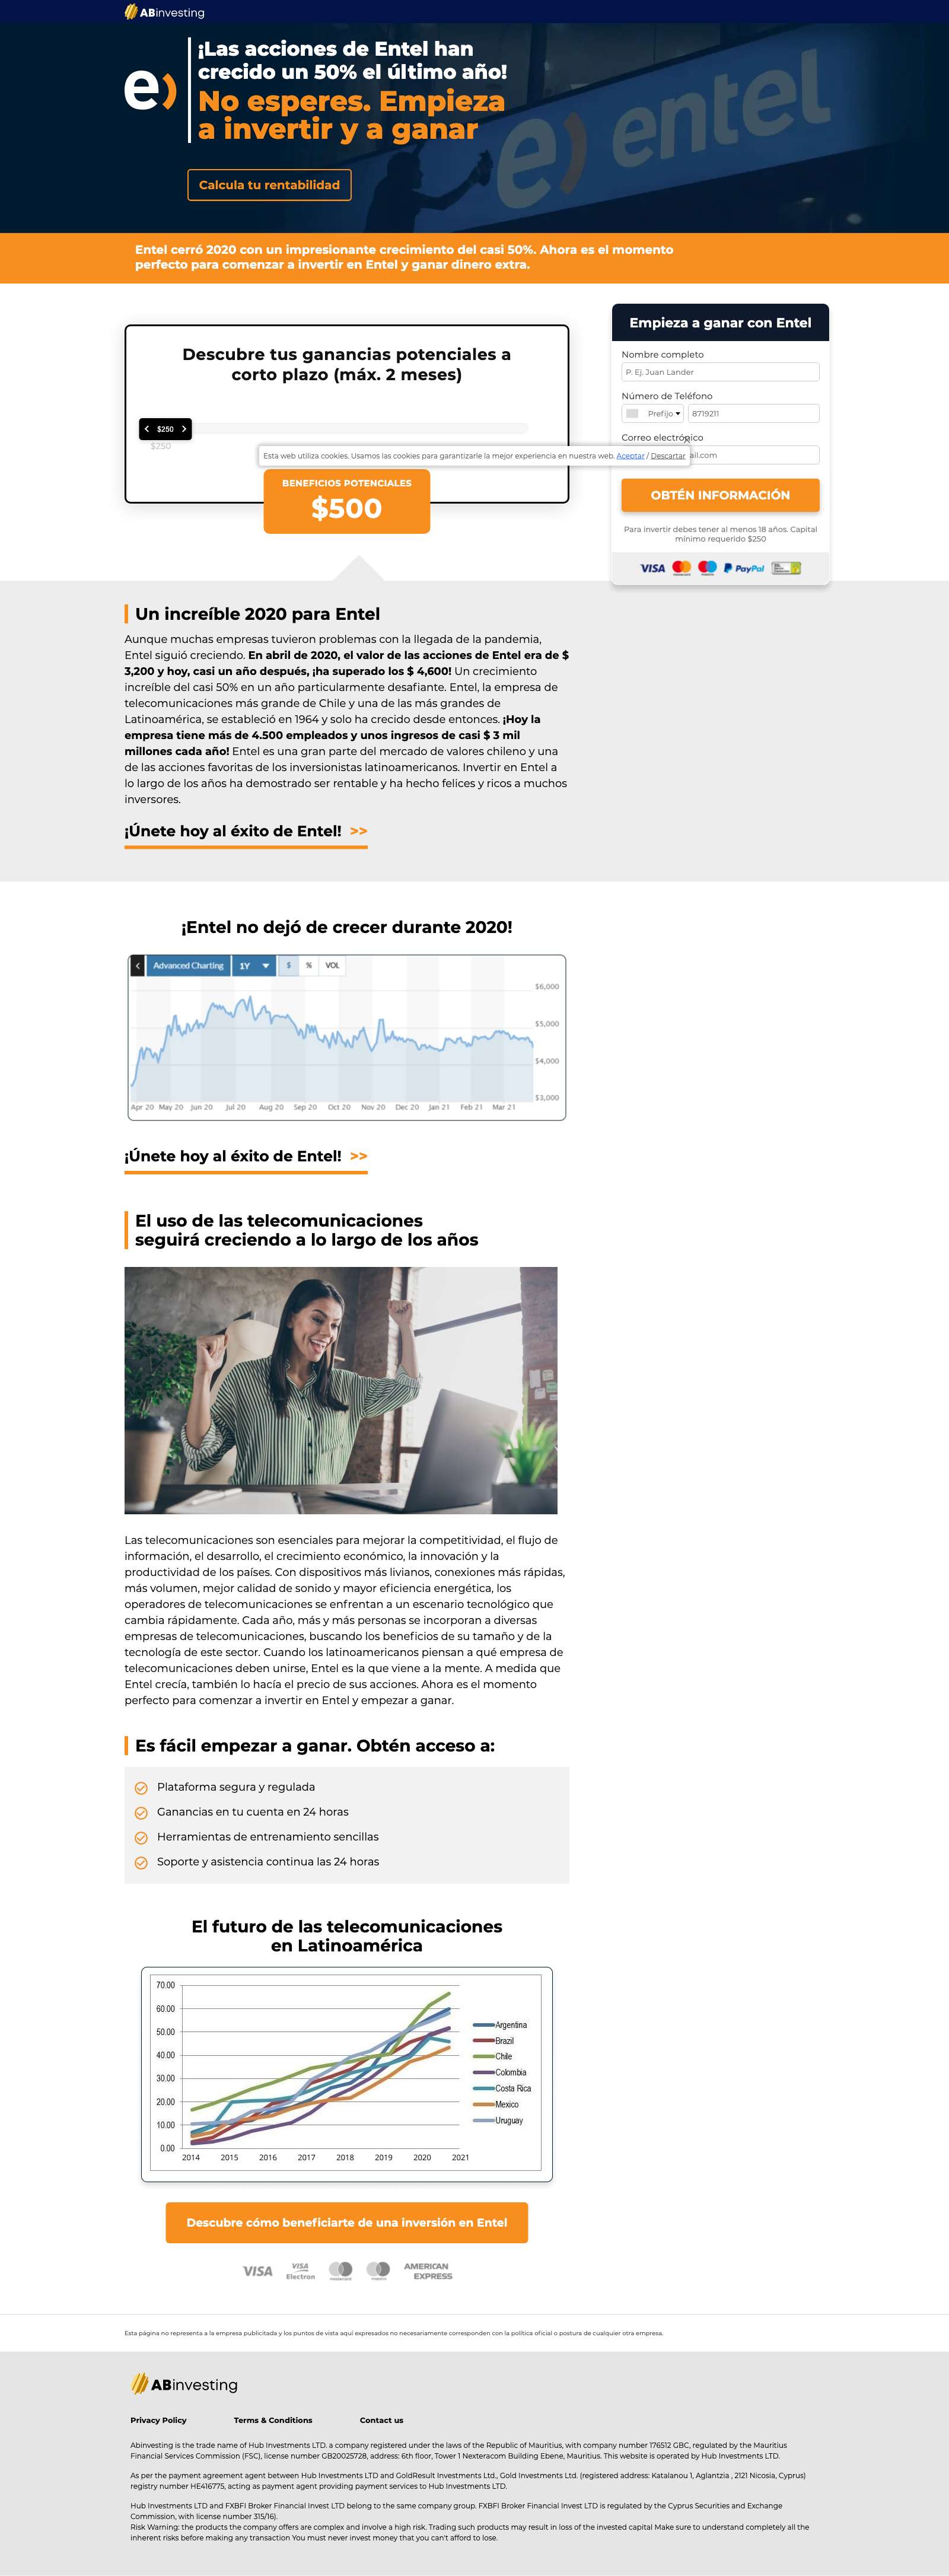 ABinvesting
¡Las acciones de Entel han
crecido un 50% el último año!
No esperes. Empieza
a invertir y a ganar
e) entel
Calcula tu rentabilidad
Entel cerró 2020 con un impresionante crecimiento del casi 50%. Ahora es el momento
perfecto para comenzar a invertir en Entel y ganar dinero extra.
Descubre tus ganancias potenciales a
corto plazo (máx. 2 meses)
$250
$250
BENEFICIOS POTENCIALES
$500
Empieza a ganar con Entel
Nombre completo
P. Ej. Juan Lander
Número de Teléfono
Prefijo 8719211
Correo electrónico
ail.com
Esta web utiliza cookies. Usamos las cookies para garantizarle la mejor experiencia en nuestra web. Aceptar / Descartar
OBTÉN INFORMACIÓN
Para invertir debes tener al menos 18 años. Capital
mínimo requerido $250
VISA PayPal
Un increíble 2020 para Entel
Aunque muchas empresas tuvieron problemas con la llegada de la pandemia,
Entel siguió creciendo. En abril de 2020, el valor de las acciones de Entel era de $
3,200 y hoy, casi un año después, ¡ha superado los $ 4,600! Un crecimiento
increíble del casi 50% en un año particularmente desafiante. Entel, la empresa de
telecomunicaciones más grande de Chile y una de las más grandes de
Latinoamérica, se estableció en 1964 y solo ha crecido desde entonces. ¡Hoy la
empresa tiene más de 4.500 empleados y unos ingresos de casi $ 3 mil
millones cada año! Entel es una gran parte del mercado de valores chileno y una
de las acciones favoritas de los inversionistas latinoamericanos. Invertir en Entel a
lo largo de los años ha demostrado ser rentable y ha hecho felices y ricos a muchos
inversores.
¡Únete hoy al éxito de Entel! >>
¡Entel no dejó de crecer durante 2020!
Advanced Charting 1Y $ % VOL
$6,000
$5,000
$4,000
$3,000
Apr 20 May 20 Jun 20 Jul 20 Aug 20 Sep 20 Oct 20 Nov 20 Dec 20 Jan 21 Feb 21 Mar 21
¡Únete hoy al éxito de Entel! >>
El uso de las telecomunicaciones
seguirá creciendo a lo largo de los años
Las telecomunicaciones son esenciales para mejorar la competitividad, el flujo de
información, el desarrollo, el crecimiento económico, la innovación y la
productividad de los países. Con dispositivos más livianos, conexiones más rápidas,
más volumen, mejor calidad de sonido y mayor eficiencia energética, los
operadores de telecomunicaciones se enfrentan a un escenario tecnológico que
cambia rápidamente. Cada año, más y más personas se incorporan a diversas
empresas de telecomunicaciones, buscando los beneficios de su tamaño y de la
tecnología de este sector. Cuando los latinoamericanos piensan a qué empresa de
telecomunicaciones deben unirse, Entel es la que viene a la mente. A medida que
Entel crecía, también lo hacía el precio de sus acciones. Ahora es el momento
perfecto para comenzar a invertir en Entel y empezar a ganar.
Es fácil empezar a ganar. Obtén acceso a:
Plataforma segura y regulada
Ganancias en tu cuenta en 24 horas
Herramientas de entrenamiento sencillas
Soporte y asistencia continua las 24 horas
El futuro de las telecomunicaciones
en Latinoamérica
70.00
60.00
50.00
40.00
30.00
20.00
10.00
0.00
2014 2015 2016 2017 2018 2019 2020 2021
Argentina
Brazil
Chile
Colombia
Costa Rica
Mexico
Uruguay
Descubre cómo beneficiarte de una inversión en Entel
VISA VISA Electron AMERICAN EXPRESS
Esta página no representa a la empresa publicitada y los puntos de vista aquí expresados no necesariamente corresponden con la política oficial o postura de cualquier otra empresa.
ABinvesting
Privacy Policy Terms & Conditions Contact us
Abinvesting is the trade name of Hub Investments LTD. a company registered under the laws of the Republic of Mauritius, with company number 176512 GBC, regulated by the Mauritius
Financial Services Commission (FSC), license number GB20025728, address: 6th floor, Tower 1 Nexteracom Building Ebene, Mauritius. This website is operated by Hub Investments LTD.
As per the payment agreement agent between Hub Investments LTD and GoldResult Investments Ltd., Gold Investments Ltd. (registered address: Katalanou 1, Aglantzia , 2121 Nicosia, Cyprus)
registry number HE416775, acting as payment agent providing payment services to Hub Investments LTD.
Hub Investments LTD and FXBFI Broker Financial Invest LTD belong to the same company group. FXBFI Broker Financial Invest LTD is regulated by the Cyprus Securities and Exchange
Commission, with license number 315/16).
Risk Warning: the products the company offers are complex and involve a high risk. Trading such products may result in loss of the invested capital Make sure to understand completely all the
inherent risks before making any transaction You must never invest money that you can't afford to lose.